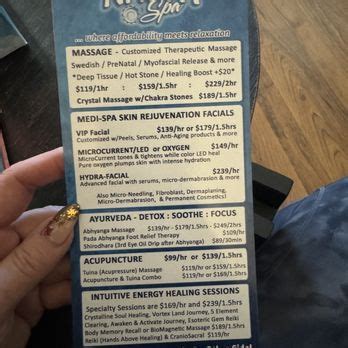 Spa
... where affordability meets relaxation
MASSAGE - Customized Therapeutic Massage
Swedish / PreNatal / Myofascial Release & more
*Deep Tissue / Hot Stone / Healing Boost +$20*
$119/1hr : $159/1.5hr : $229/2hr
Crystal Massage w/Chakra Stones $189/1.5hr
MEDI-SPA SKIN REJUVENATION FACIALS
VIP Facial $139/hr or $179/1.5hrs
Customized w/Peels, Serums, Anti-Aging products & more
MICROCURRENT/LED or OXYGEN $149/hr
MicroCurrent tones & tightens while color LED heal
Pure oxygen plumps skin with intense hydration
HYDRA-FACIAL $239/hr
Advanced facial with serums, micro-dermabrasion & more
Also Micro-Needling, Fibroblast, Dermaplaning,
Micro-Dermabrasion, & Permanent Cosmetics)
AYURVEDA - DETOX : SOOTHE : FOCUS
Abhyanga Massage $139/hr - $179/1.5hrs - $249/2hrs
Pada Abhyanga Foot Relief Therapy $109/hr
Shirodhara (3rd Eye Oil Drip after Abhyanga) $89/30min
ACUPUNCTURE $99/hr or $139/1.5hrs
Tuina (Acupressure) Massage $119/hr or $159/1.5hrs
Acupuncture & Tuina Combo $119/hr or $169/1.5hrs
INTUITIVE ENERGY HEALING SESSIONS
Specialty Sessions are $169/hr and $239/1.5hrs
Crystalline Soul Healing, Vortex Land Journey, 5 Element
Clearing, Awaken & Activate Journey, Esoteric Gem Reiki
Body Memory Recall or BioMagnetic Massage $189/1.5hrs
Reiki (Hands Above Healing) & CranioSacral $119/hr